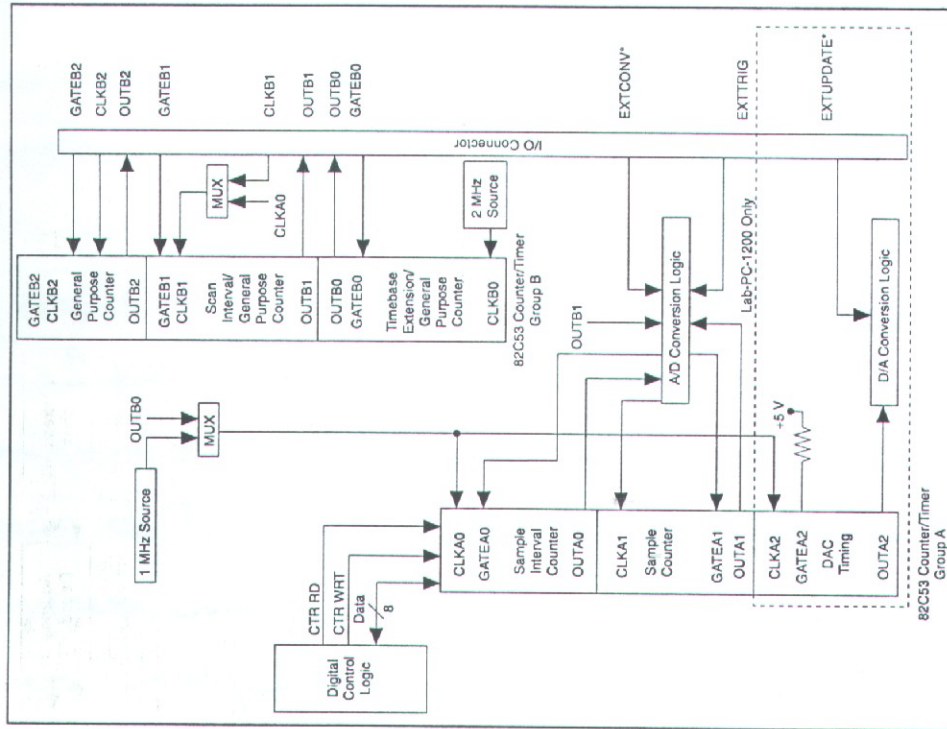 GATEB2
CLKB2
OUTB2
GATEB1
CLKB1
OUTB1
OUTB0
GATEB0
EXTCONV*
EXTTRIG
EXTUPDATE*
I/O Connector
MUX
CLKA0
2 MHz
Source
GATEB2
CLKB2
General
Purpose
Counter
OUTB2
GATEB1
CLKB1
Scan
Interval/
General
Purpose
Counter
OUTB1
OUTB0
GATEB0
Timebase
Extension/
General
Purpose
Counter
CLKB0
82C53 Counter/Timer
Group B
OUTB1
A/D Conversion Logic
Lab-PC-1200 Only
D/A Conversion Logic
+5 V
OUTB0
MUX
1 MHz Source
CLKA0
GATEA0
Sample
Interval
Counter
OUTA0
CLKA1
Sample
Counter
GATEA1
OUTA1
CLKA2
GATEA2
DAC
Timing
OUTA2
82C53 Counter/Timer
Group A
CTR RD
CTR WRT
Data
8
Digital
Control
Logic